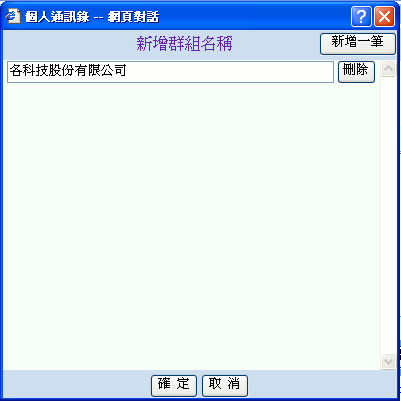 個人通訊錄 -- 網頁對話
新增群組名稱
新增一筆
各科技股份有限公司
刪除
確 定
取 消